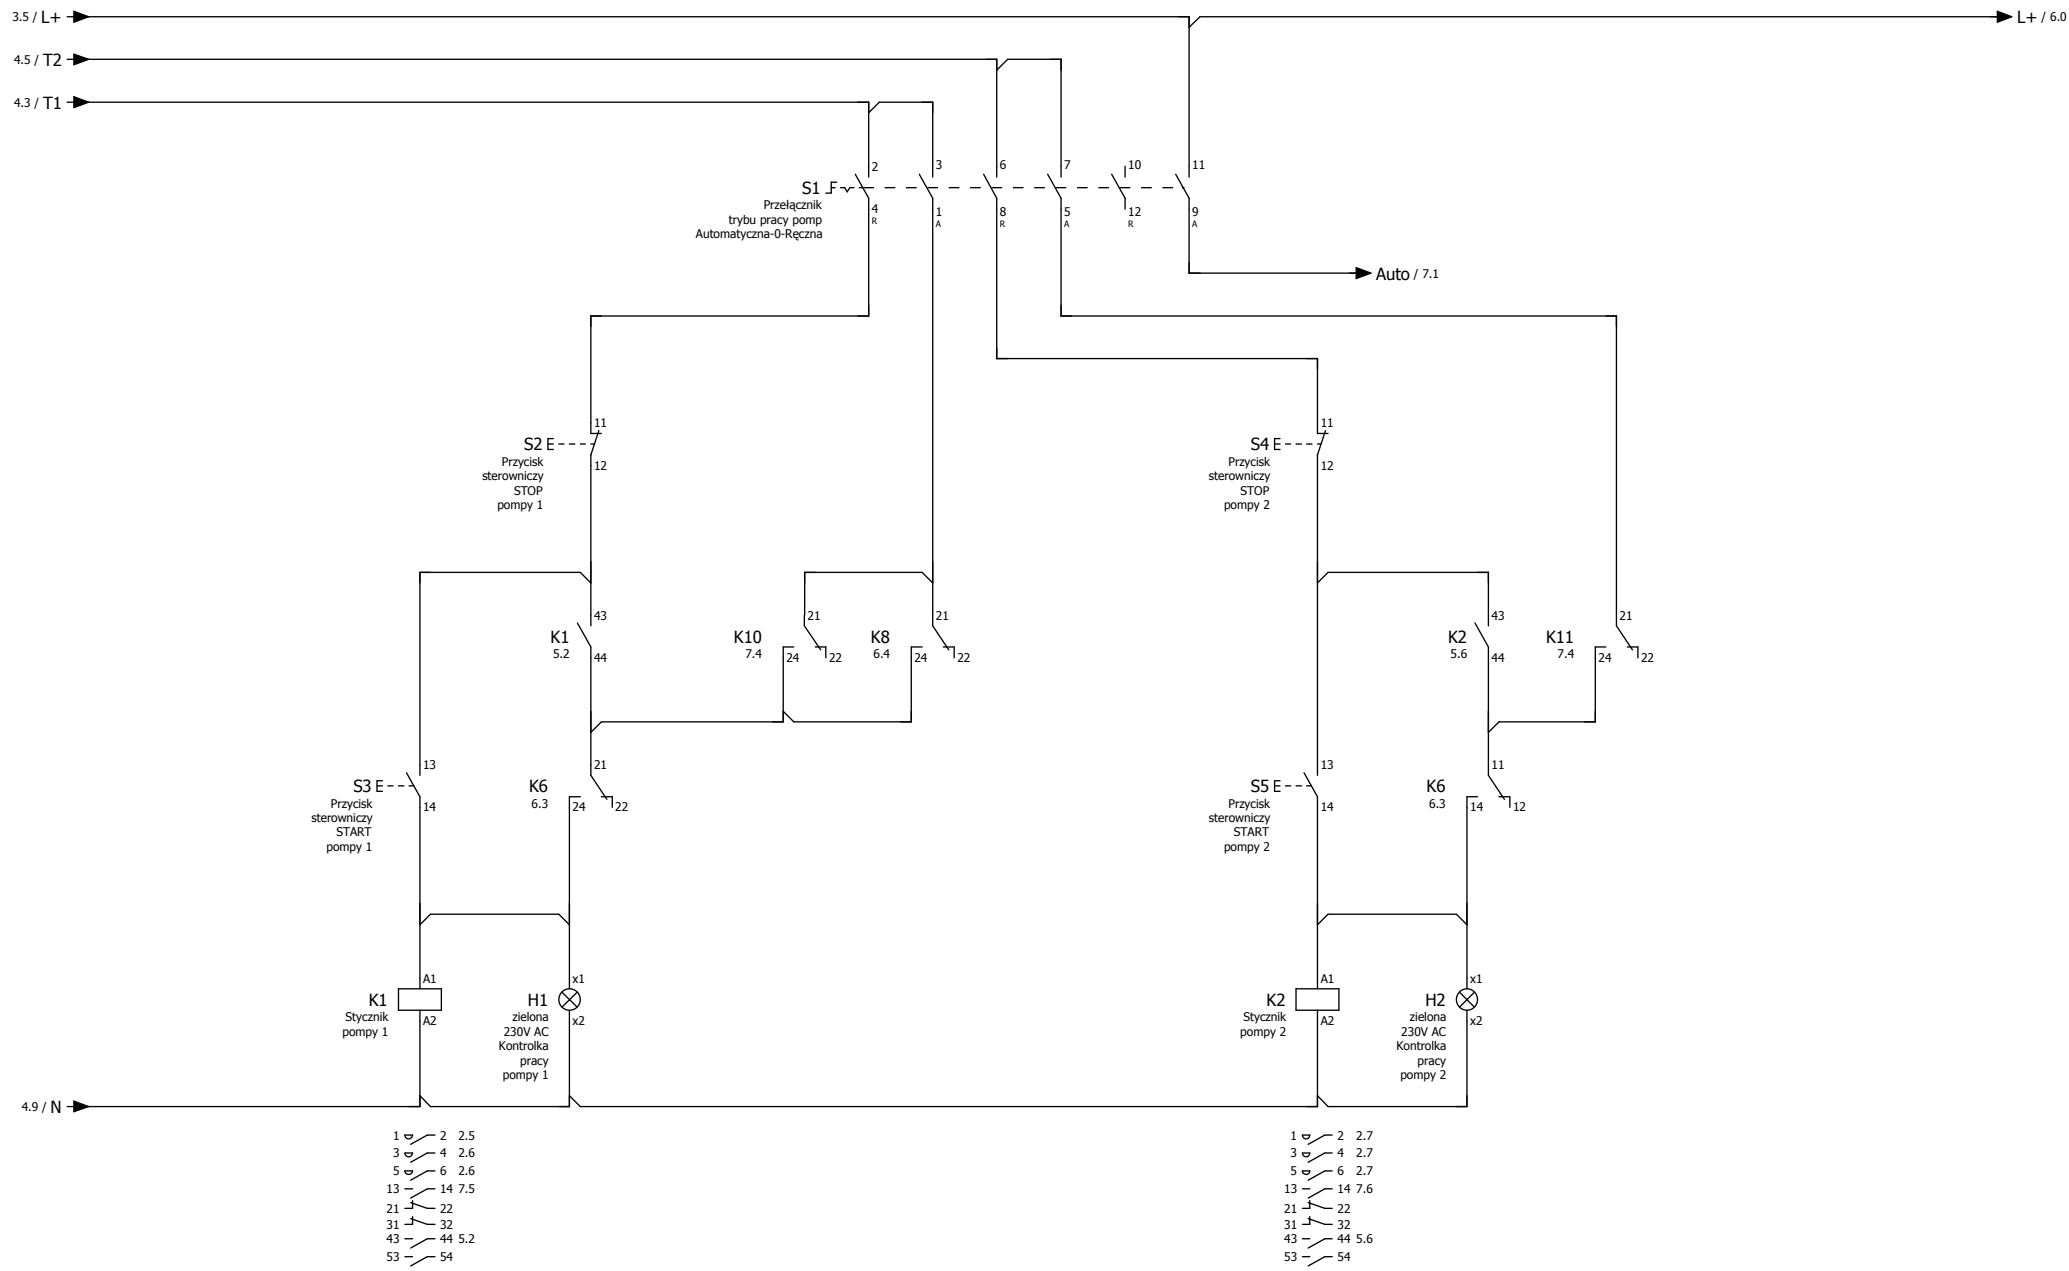 3.5 / L+
L+ / 6.0
4.5 / T2
4.3 / T1
2
3
6
7
10
11
S1
4
1
8
5
12
9
R
A
R
A
R
A
Przełącznik
trybu pracy pomp
Automatyczna-0-Ręczna
Auto / 7.1
11
S2
12
Przycisk
sterowniczy
STOP
pompy 1
11
S4
12
Przycisk
sterowniczy
STOP
pompy 2
43
K1
5.2
44
21
K10
7.4
24
22
21
K8
6.4
24
22
43
K2
5.6
44
21
K11
7.4
24
22
13
S3
14
Przycisk
sterowniczy
START
pompy 1
21
K6
6.3
24
22
13
S5
14
Przycisk
sterowniczy
START
pompy 2
11
K6
6.3
14
12
A1
K1
A2
Stycznik
pompy 1
x1
H1
x2
zielona
230V AC
Kontrolka
pracy
pompy 1
A1
K2
A2
Stycznik
pompy 2
x1
H2
x2
zielona
230V AC
Kontrolka
pracy
pompy 2
4.9 / N
1 2 2.5
3 4 2.6
5 6 2.6
13 14 7.5
21 22
31 32
43 44 5.2
53 54
1 2 2.7
3 4 2.7
5 6 2.7
13 14 7.6
21 22
31 32
43 44 5.6
53 54